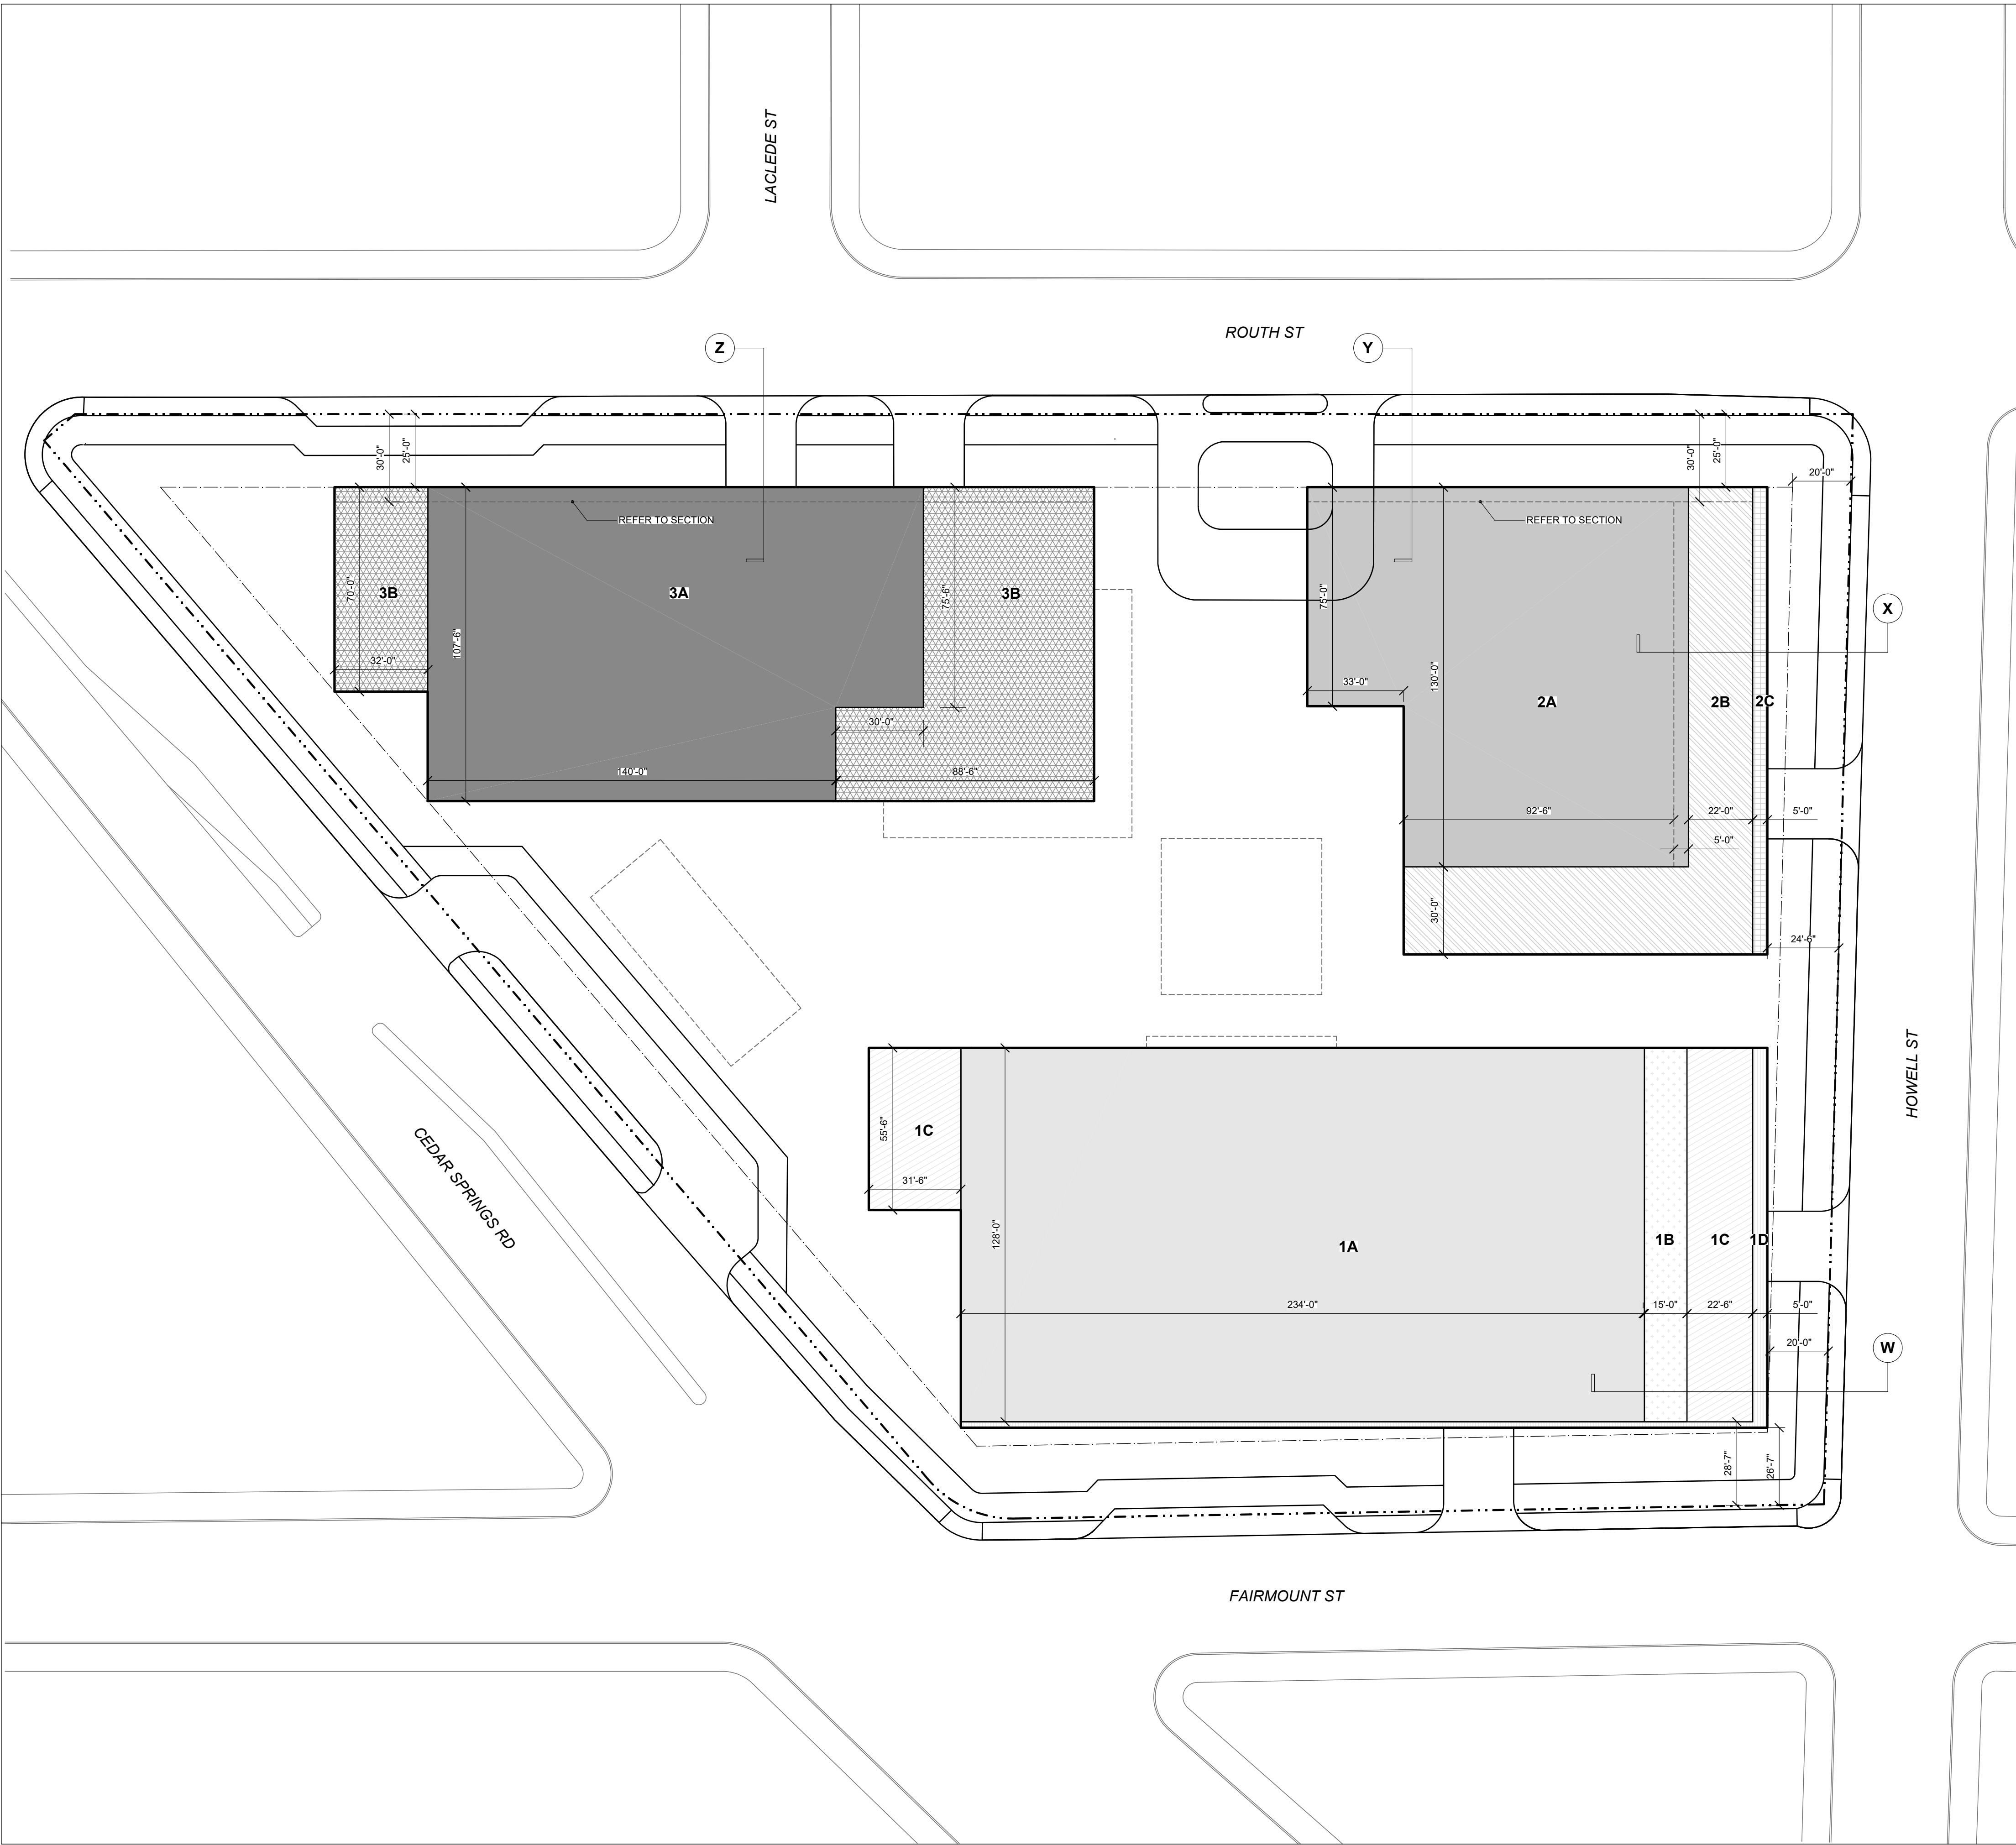 LACLEDE ST
ROUTH ST
Z
Y
30'-0"
25'-0"
30'-0"
25'-0"
20'-0"
REFER TO SECTION
REFER TO SECTION
70'-0"
3B
3A
75'-6"
3B
75'-0"
X
107'-6"
32'-0"
33'-0"
130'-0"
2A
2B
2C
30'-0"
140'-0"
88'-6"
92'-6"
22'-0"
5'-0"
5'-0"
30'-0"
24'-6"
HOWELL ST
55'-6"
1C
31'-6"
CEDAR SPRINGS RD
128'-0"
1A
1B
1C
1D
234'-0"
15'-0"
22'-6"
5'-0"
20'-0"
W
28'-7"
26'-7"
FAIRMOUNT ST